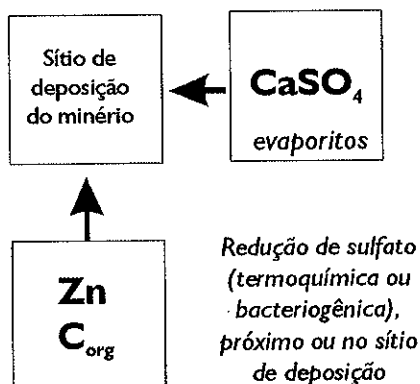 Sítio de
deposição
do minério
CaSO₄
evaporitos
Zn
C_org
Redução de sulfato
(termoquímica ou
bacteriogênica),
próximo ou no sítio
de deposição